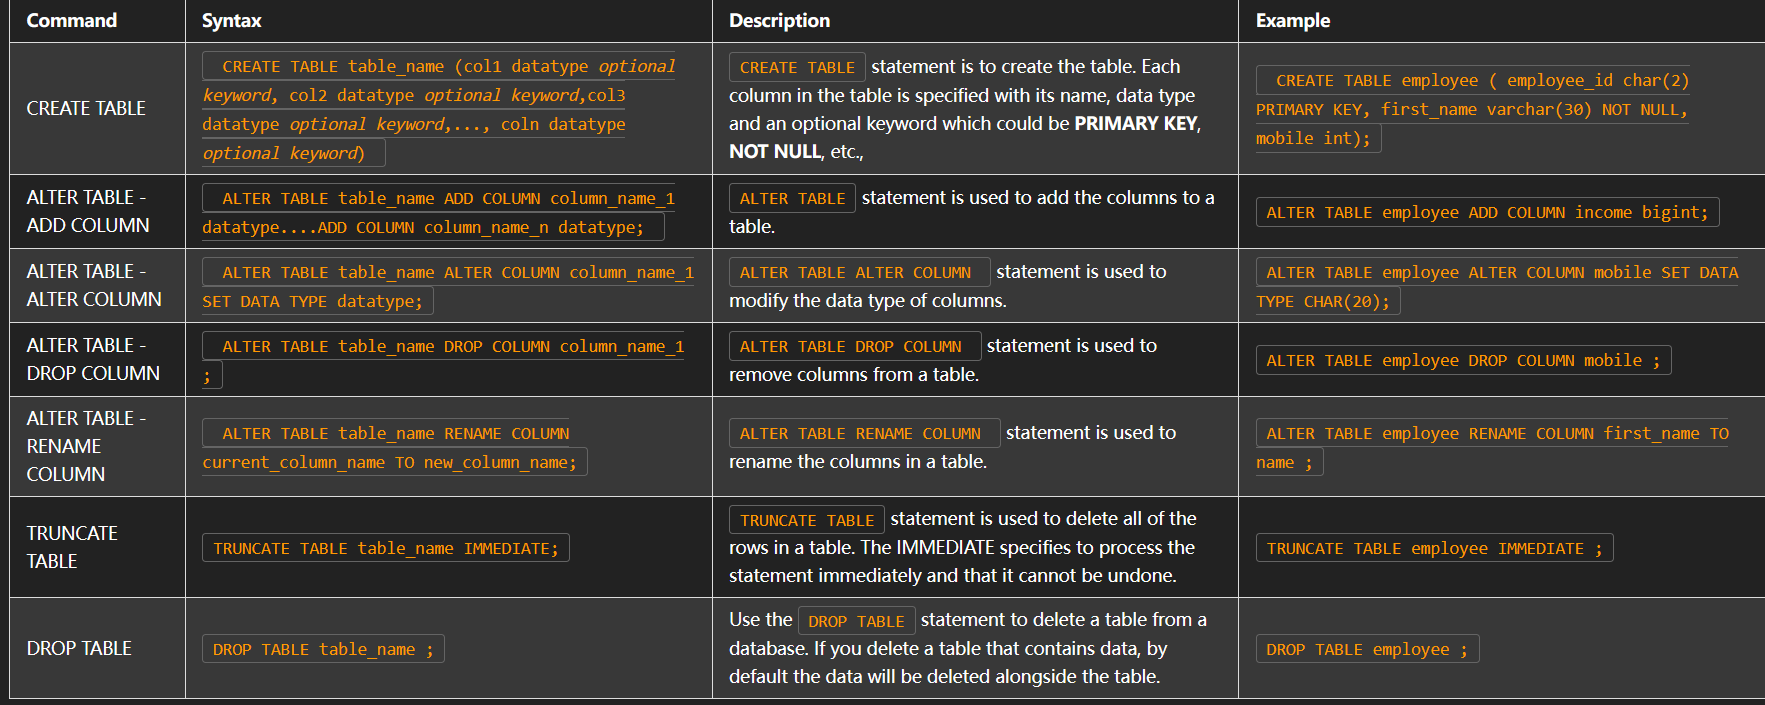 Command Syntax Description Example
CREATE TABLE
CREATE TABLE table_name (col1 datatype optional
keyword, col2 datatype optional keyword,col3
datatype optional keyword,..., coln datatype
optional keyword)
CREATE TABLE statement is to create the table. Each
column in the table is specified with its name, data type
and an optional keyword which could be PRIMARY KEY,
NOT NULL, etc.,
CREATE TABLE employee ( employee_id char(2)
PRIMARY KEY, first_name varchar(30) NOT NULL,
mobile int);
ALTER TABLE -
ADD COLUMN
ALTER TABLE table_name ADD COLUMN column_name_1
datatype....ADD COLUMN column_name_n datatype;
ALTER TABLE statement is used to add the columns to a
table.
ALTER TABLE employee ADD COLUMN income bigint;
ALTER TABLE -
ALTER COLUMN
ALTER TABLE table_name ALTER COLUMN column_name_1
SET DATA TYPE datatype;
ALTER TABLE ALTER COLUMN statement is used to
modify the data type of columns.
ALTER TABLE employee ALTER COLUMN mobile SET DATA
TYPE CHAR(20);
ALTER TABLE -
DROP COLUMN
ALTER TABLE table_name DROP COLUMN column_name_1
;
ALTER TABLE DROP COLUMN statement is used to
remove columns from a table.
ALTER TABLE employee DROP COLUMN mobile ;
ALTER TABLE -
RENAME
COLUMN
ALTER TABLE table_name RENAME COLUMN
current_column_name TO new_column_name;
ALTER TABLE RENAME COLUMN statement is used to
rename the columns in a table.
ALTER TABLE employee RENAME COLUMN first_name TO
name ;
TRUNCATE
TABLE
TRUNCATE TABLE table_name IMMEDIATE;
TRUNCATE TABLE statement is used to delete all of the
rows in a table. The IMMEDIATE specifies to process the
statement immediately and that it cannot be undone.
TRUNCATE TABLE employee IMMEDIATE ;
DROP TABLE
DROP TABLE table_name ;
Use the DROP TABLE statement to delete a table from a
database. If you delete a table that contains data, by
default the data will be deleted alongside the table.
DROP TABLE employee ;